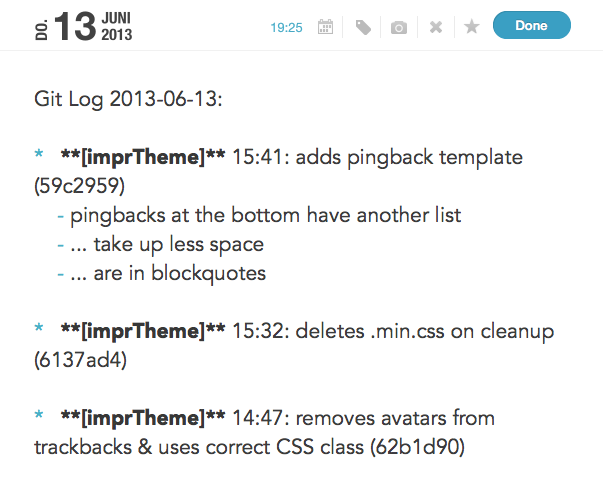 DO. 13 JUNI 2013 19:25 Done
Git Log 2013-06-13:
* **[imprTheme]** 15:41: adds pingback template
(59c2959)
- pingbacks at the bottom have another list
- ... take up less space
- ... are in blockquotes
* **[imprTheme]** 15:32: deletes .min.css on cleanup
(6137ad4)
* **[imprTheme]** 14:47: removes avatars from
trackbacks & uses correct CSS class (62b1d90)